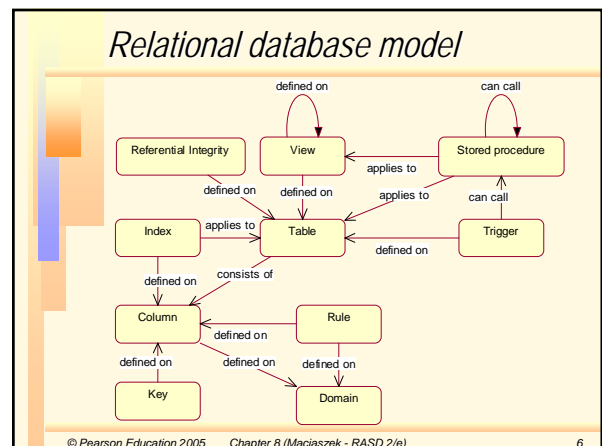 Relational database model
defined on
can call
Referential Integrity
View
Stored procedure
applies to
defined on
defined on
applies to
can call
Index
applies to
Table
Trigger
defined on
defined on
consists of
Column
Rule
defined on
defined on
defined on
defined on
Key
Domain
© Pearson Education 2005 Chapter 8 (Maciaszek - RASD 2/e) 6